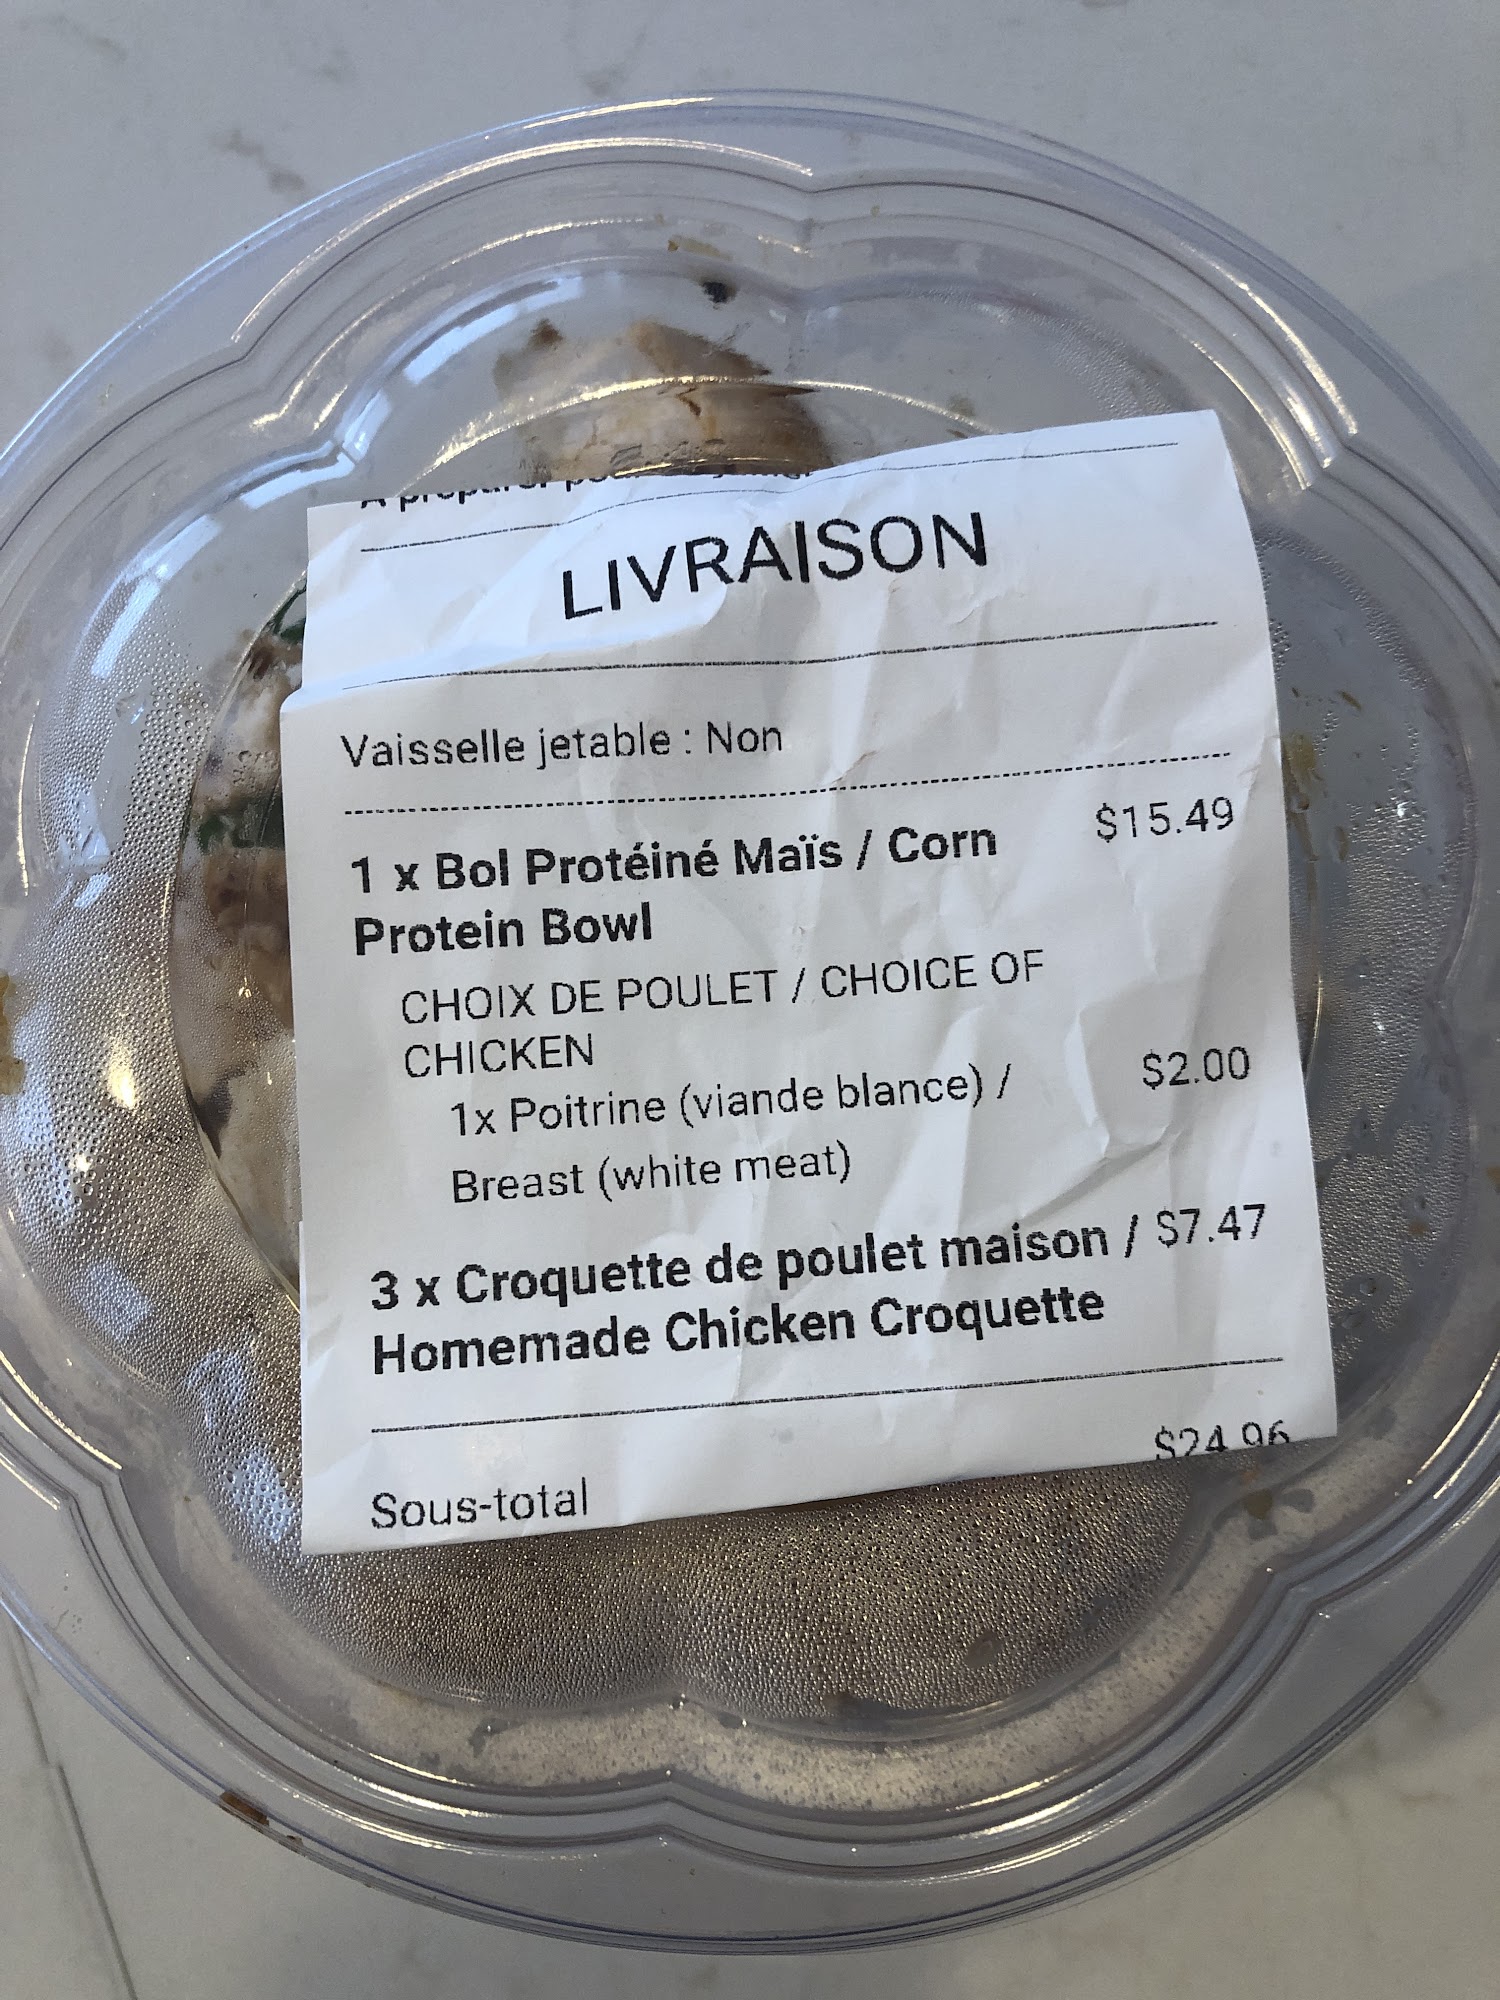 LIVRAISON
Vaisselle jetable : Non
1 x Bol Protéiné Maïs / Corn $15.49
Protein Bowl
CHOIX DE POULET / CHOICE OF
CHICKEN
1x Poitrine (viande blance) / $2.00
Breast (white meat)
3 x Croquette de poulet maison / $7.47
Homemade Chicken Croquette
Sous-total $24.96